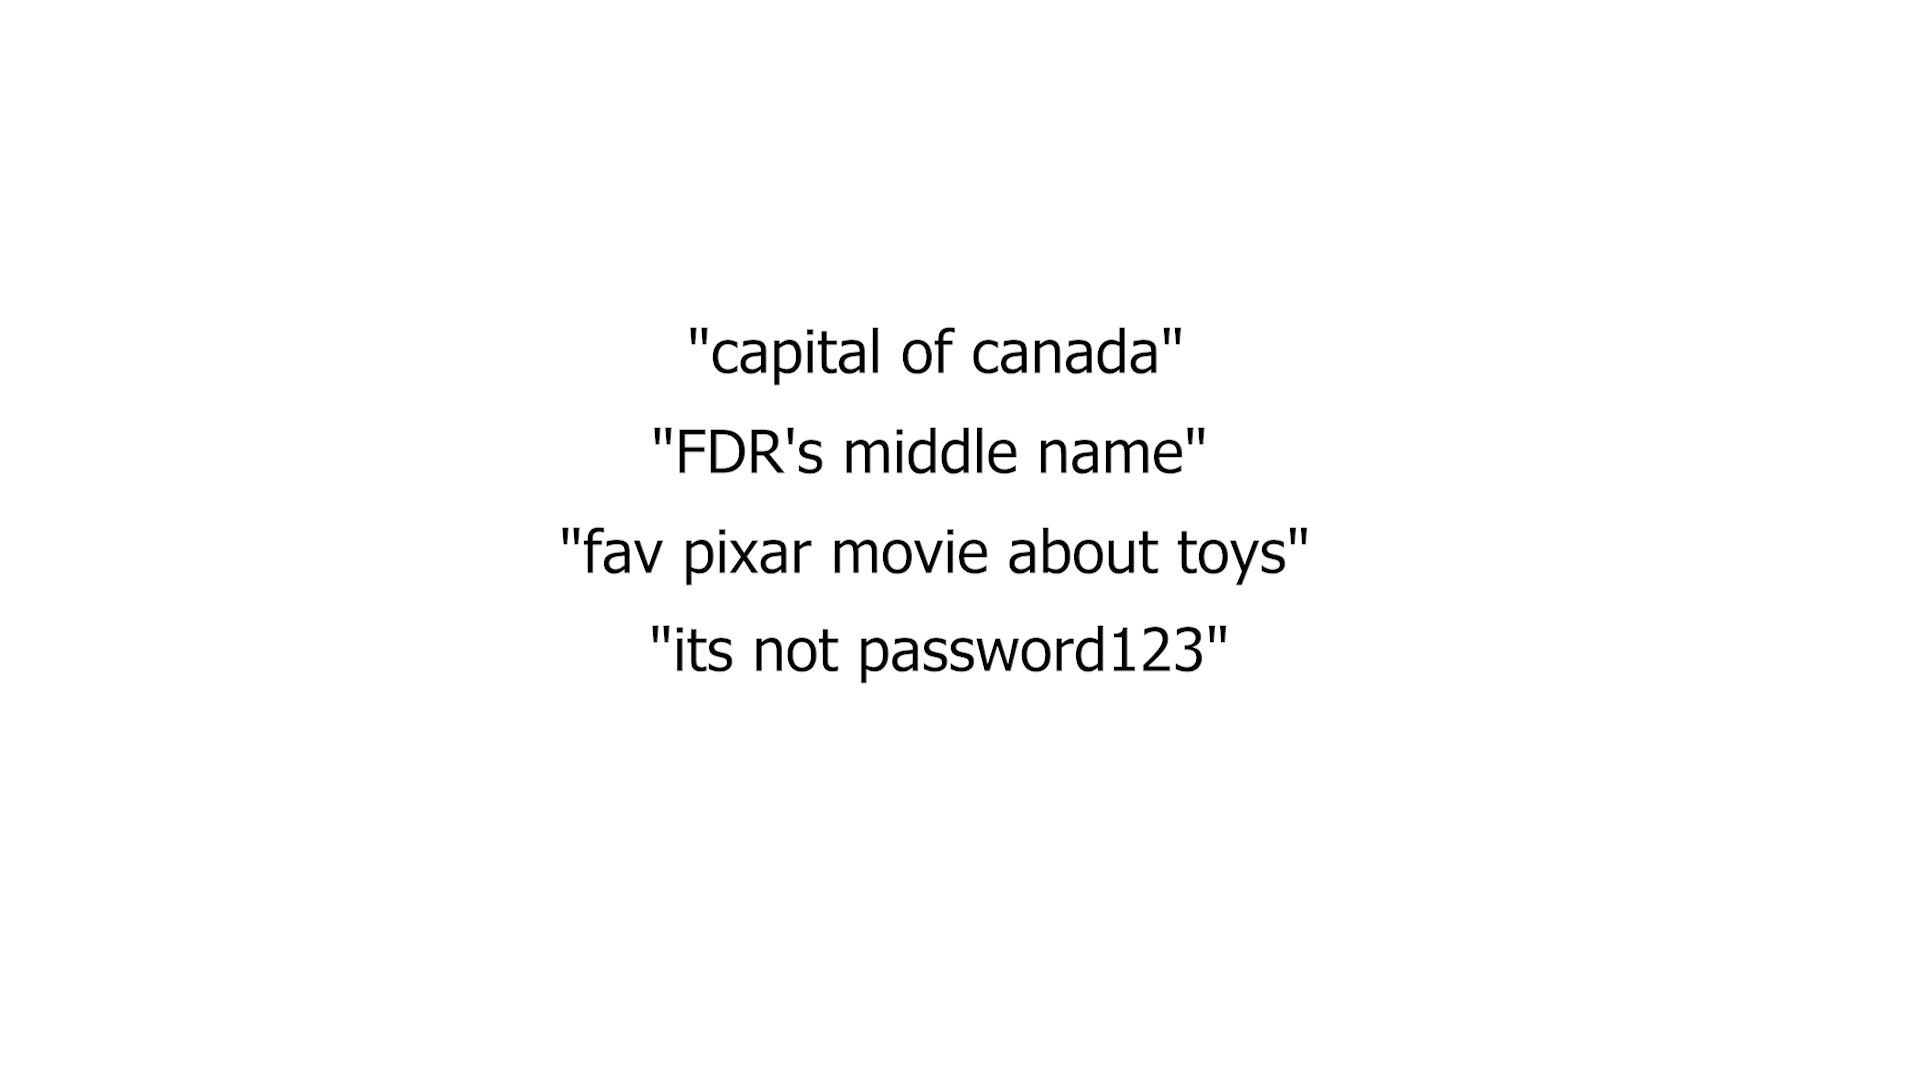 "capital of canada"
"FDR's middle name"
"fav pixar movie about toys"
"its not password123"